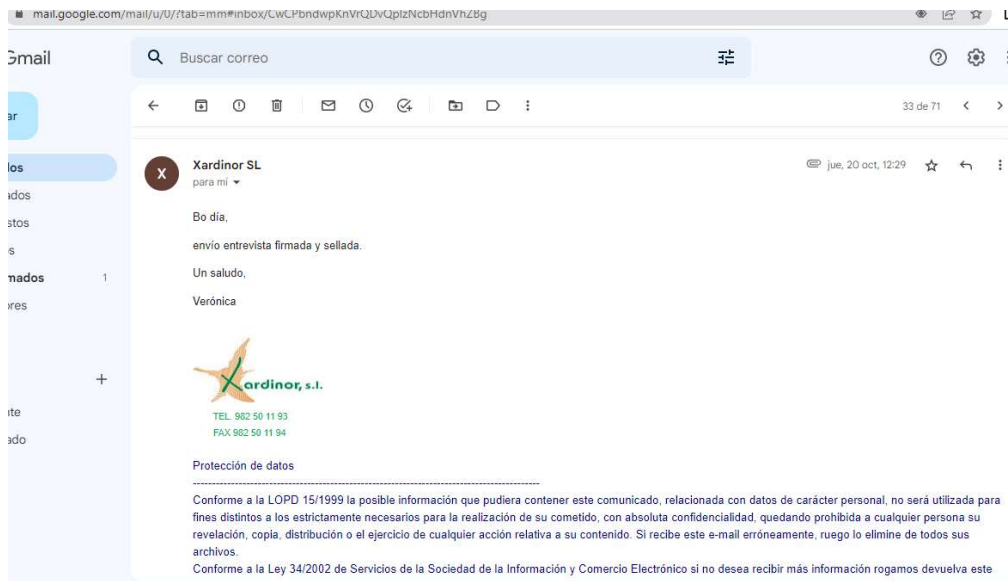 mail.google.com/mail/u/0/?tab=mm#inbox/CwCPbndwpKnVrQDvQplzNcbHdnVhZBg
Gmail
Buscar correo
33 de 71
Xardinor SL
jue, 20 oct, 12:29
para mí
Bo día,
envío entrevista firmada y sellada.
Un saludo,
1
Verónica
Xardinor, s.l.
TEL. 982 50 11 93
FAX 982 50 11 94
Protección de datos
Conforme a la LOPD 15/1999 la posible información que pudiera contener este comunicado, relacionada con datos de carácter personal, no será utilizada para
fines distintos a los estrictamente necesarios para la realización de su cometido, con absoluta confidencialidad, quedando prohibida a cualquier persona su
revelación, copia, distribución o el ejercicio de cualquier acción relativa a su contenido. Si recibe este e-mail erróneamente, ruego lo elimine de todos sus
archivos.
Conforme a la Ley 34/2002 de Servicios de la Sociedad de la Información y Comercio Electrónico si no desea recibir más información rogamos devuelva este